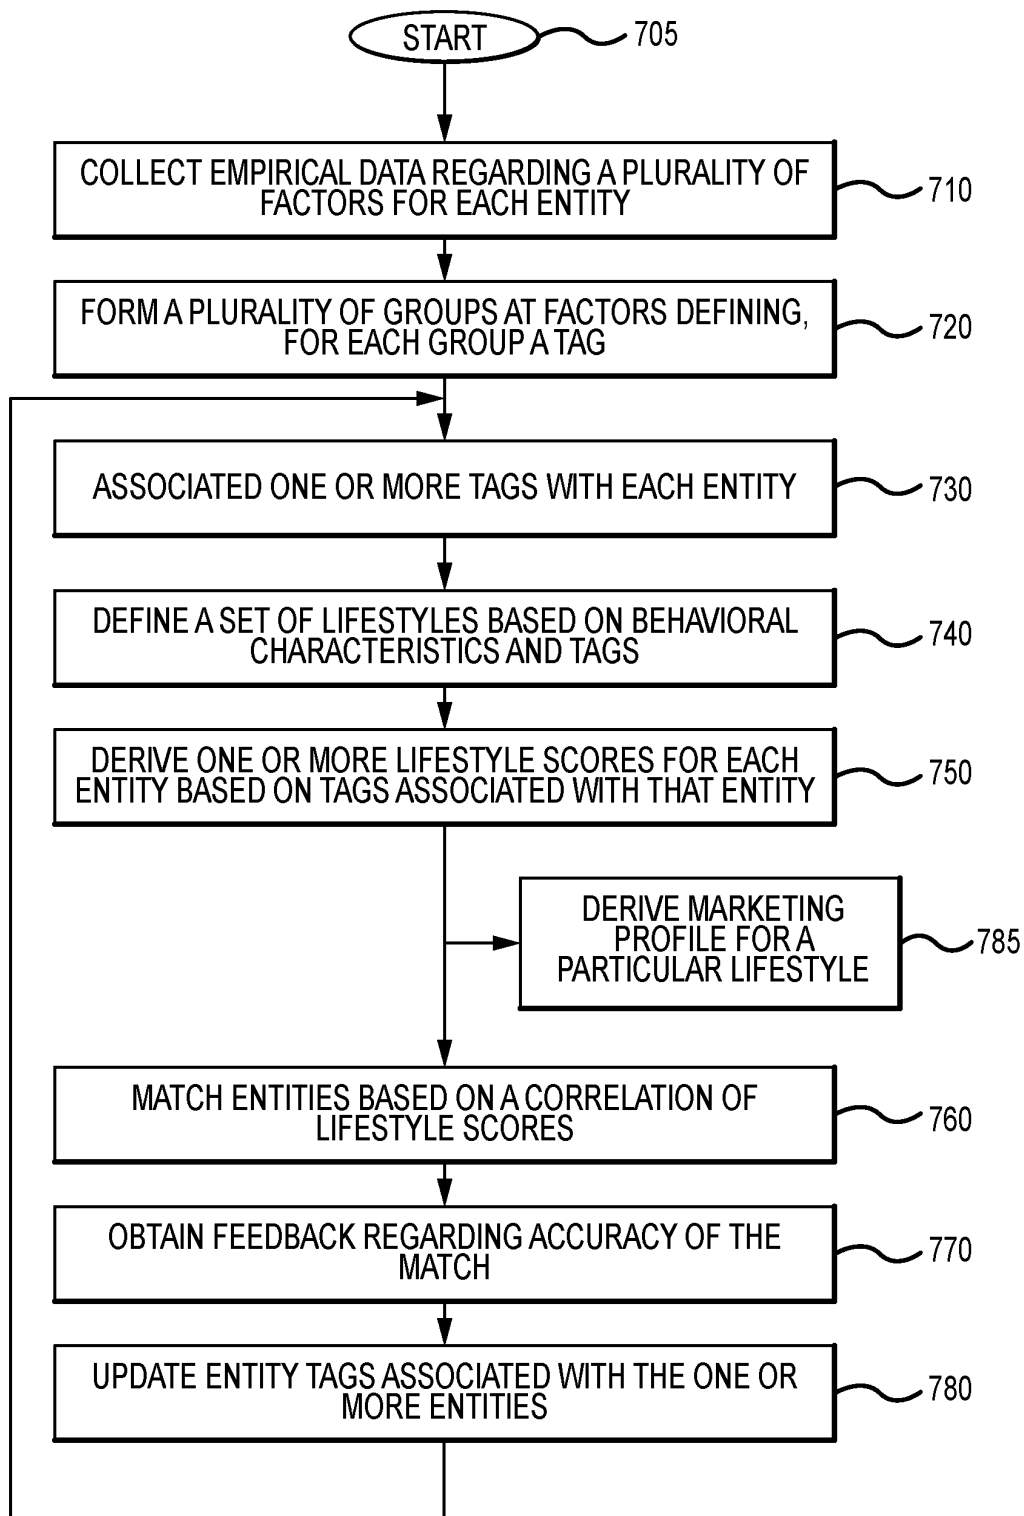 START
705
COLLECT EMPIRICAL DATA REGARDING A PLURALITY OF
FACTORS FOR EACH ENTITY
710
FORM A PLURALITY OF GROUPS AT FACTORS DEFINING,
FOR EACH GROUP A TAG
720
ASSOCIATED ONE OR MORE TAGS WITH EACH ENTITY
730
DEFINE A SET OF LIFESTYLES BASED ON BEHAVIORAL
CHARACTERISTICS AND TAGS
740
DERIVE ONE OR MORE LIFESTYLE SCORES FOR EACH
ENTITY BASED ON TAGS ASSOCIATED WITH THAT ENTITY
750
DERIVE MARKETING
PROFILE FOR A
PARTICULAR LIFESTYLE
785
MATCH ENTITIES BASED ON A CORRELATION OF
LIFESTYLE SCORES
760
OBTAIN FEEDBACK REGARDING ACCURACY OF THE
MATCH
770
UPDATE ENTITY TAGS ASSOCIATED WITH THE ONE OR
MORE ENTITIES
780